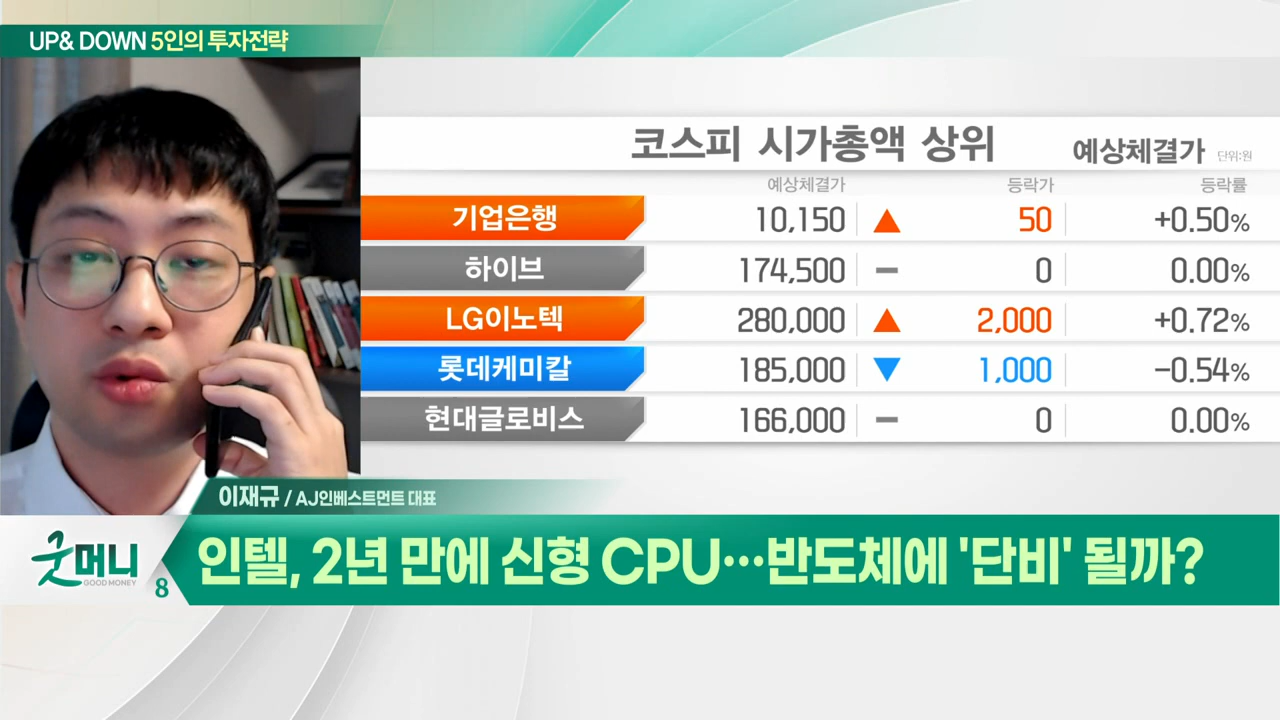 UP& DOWN 5인의 투자전략
코스피 시가총액 상위 예상체결가 단위:원
예상체결가 등락가 등락률
기업은행 10,150 ▲ 50 +0.50%
하이브 174,500 - 0 0.00%
LG이노텍 280,000 ▲ 2,000 +0.72%
롯데케미칼 185,000 ▼ 1,000 -0.54%
현대글로비스 166,000 - 0 0.00%
이재규 / AJ인베스트먼트 대표
굿머니
GOOD MONEY
8
인텔, 2년 만에 신형 CPU…반도체에 '단비' 될까?